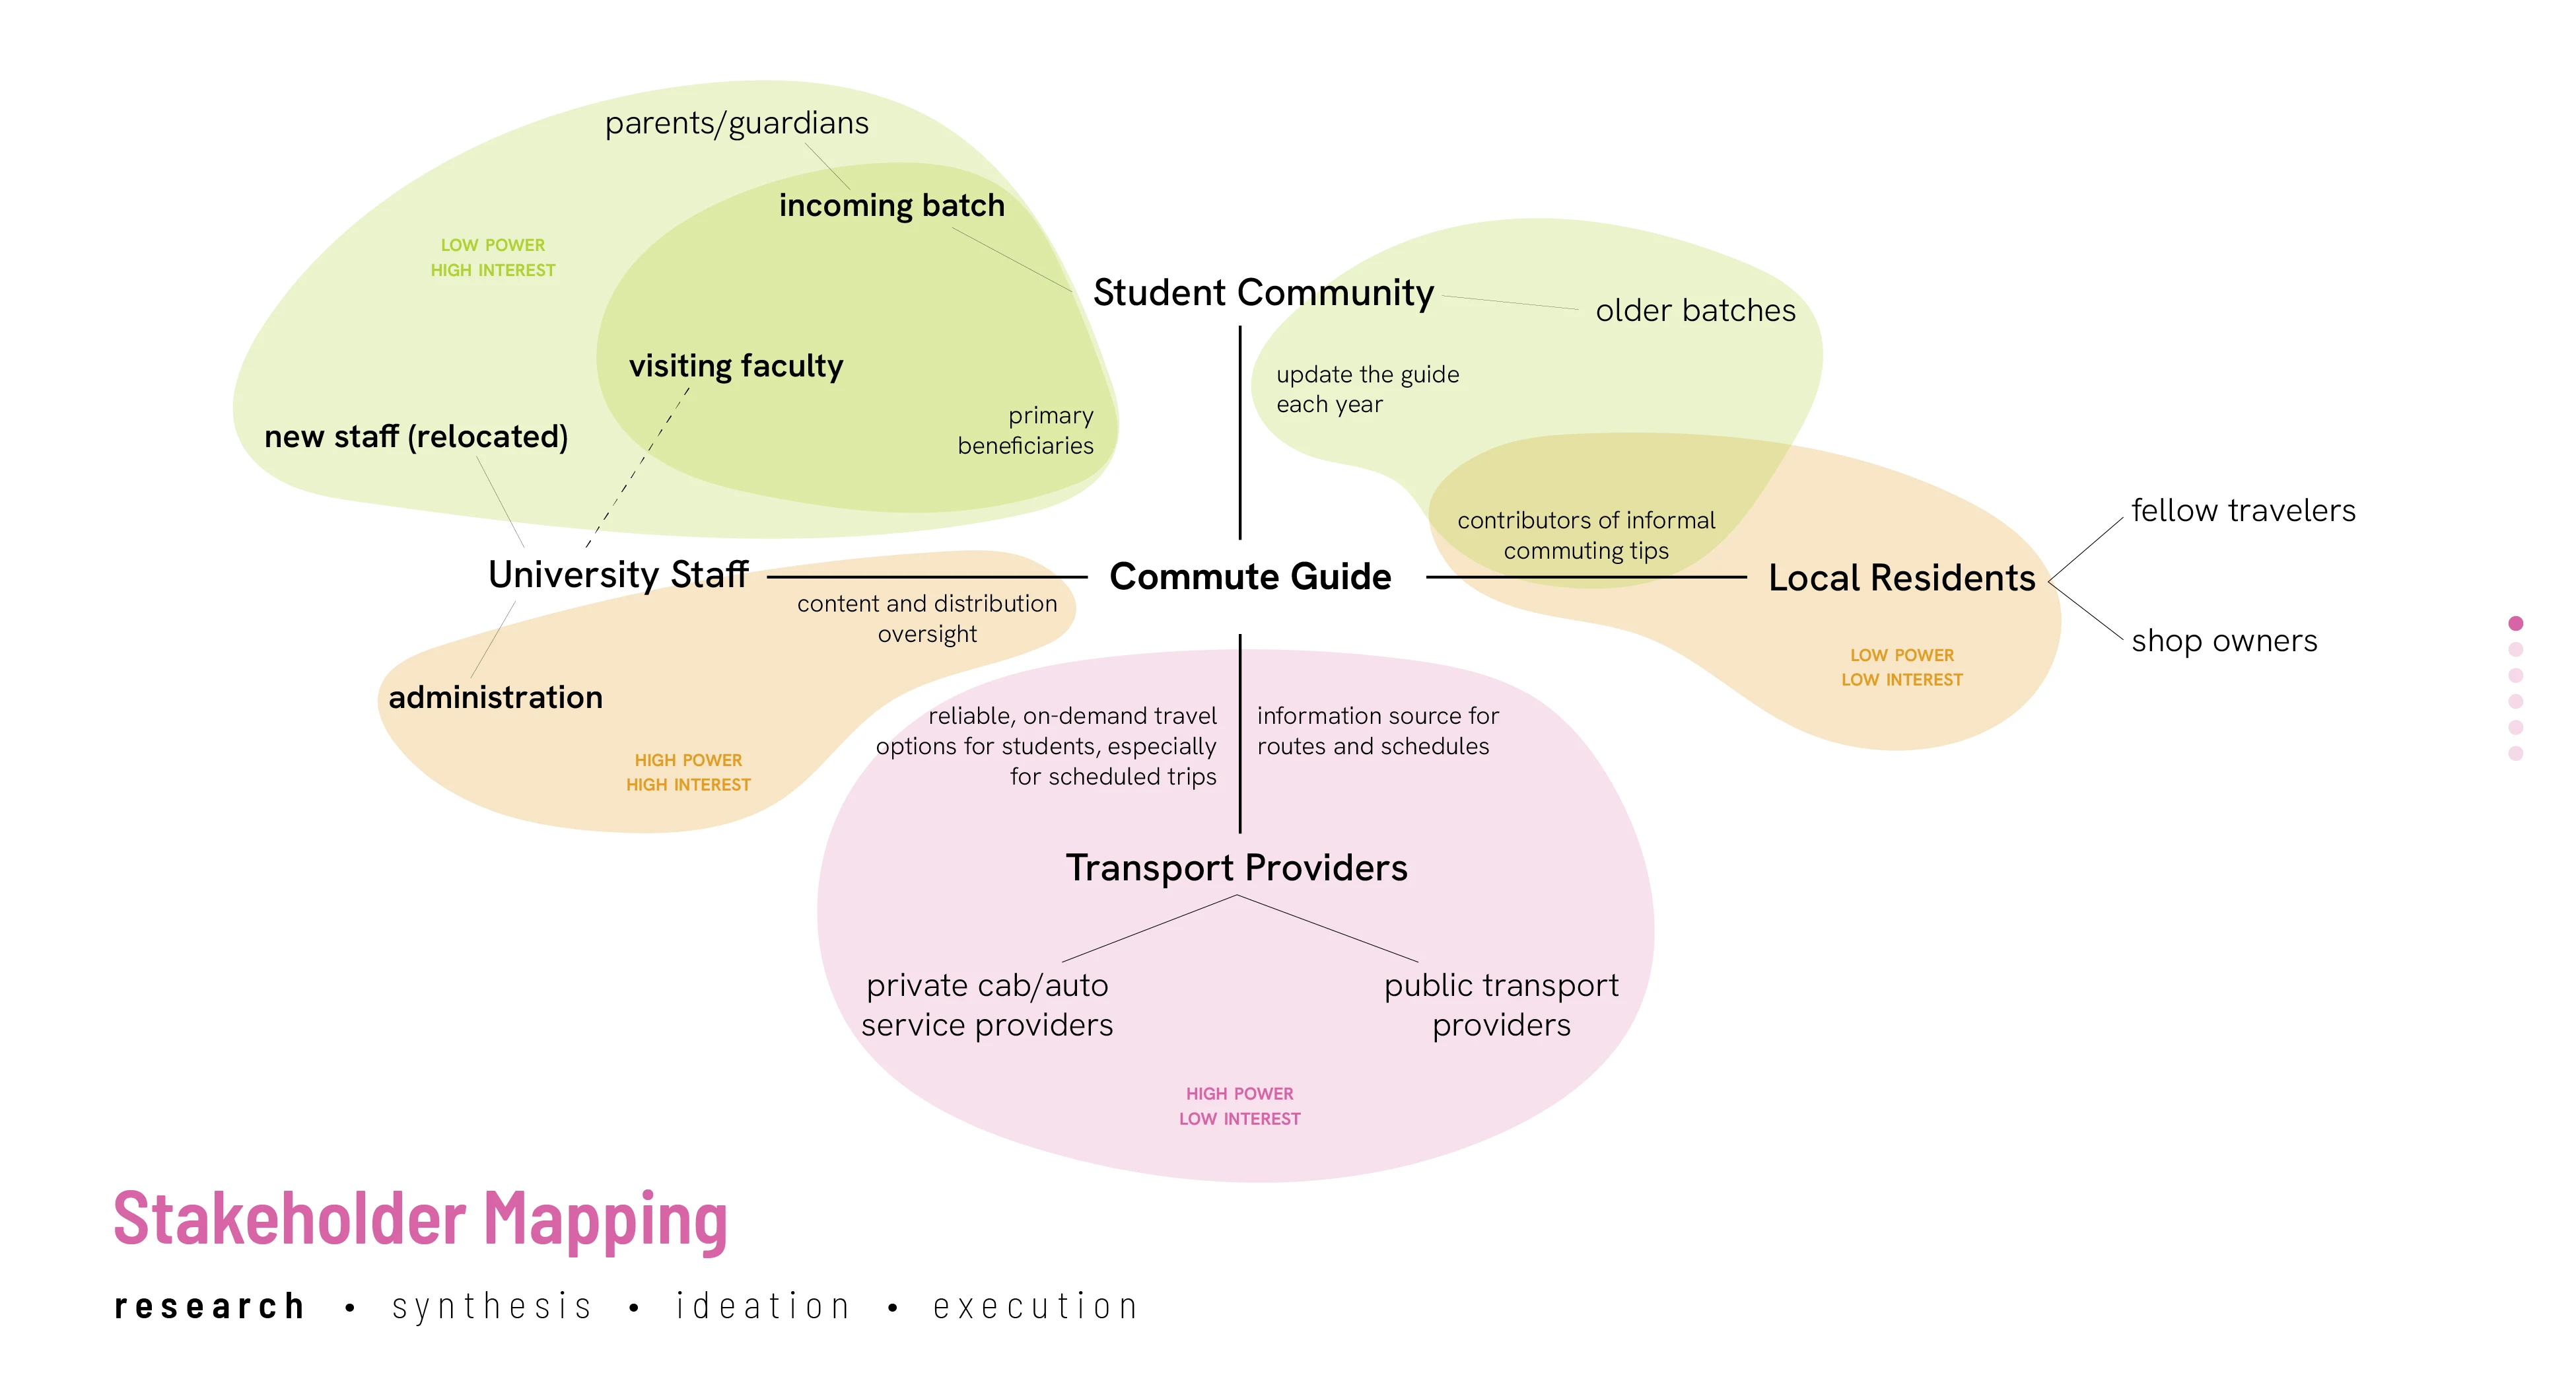 parents/guardians
incoming batch
LOW POWER
HIGH INTEREST
visiting faculty
new staff (relocated)
primary
beneficiaries
Student Community
older batches
update the guide
each year
contributors of informal
commuting tips
fellow travelers
University Staff
Commute Guide
Local Residents
content and distribution
oversight
shop owners
LOW POWER
LOW INTEREST
administration
HIGH POWER
HIGH INTEREST
reliable, on-demand travel
options for students, especially
for scheduled trips
information source for
routes and schedules
Transport Providers
private cab/auto
service providers
public transport
providers
HIGH POWER
LOW INTEREST
Stakeholder Mapping
research • synthesis • ideation • execution